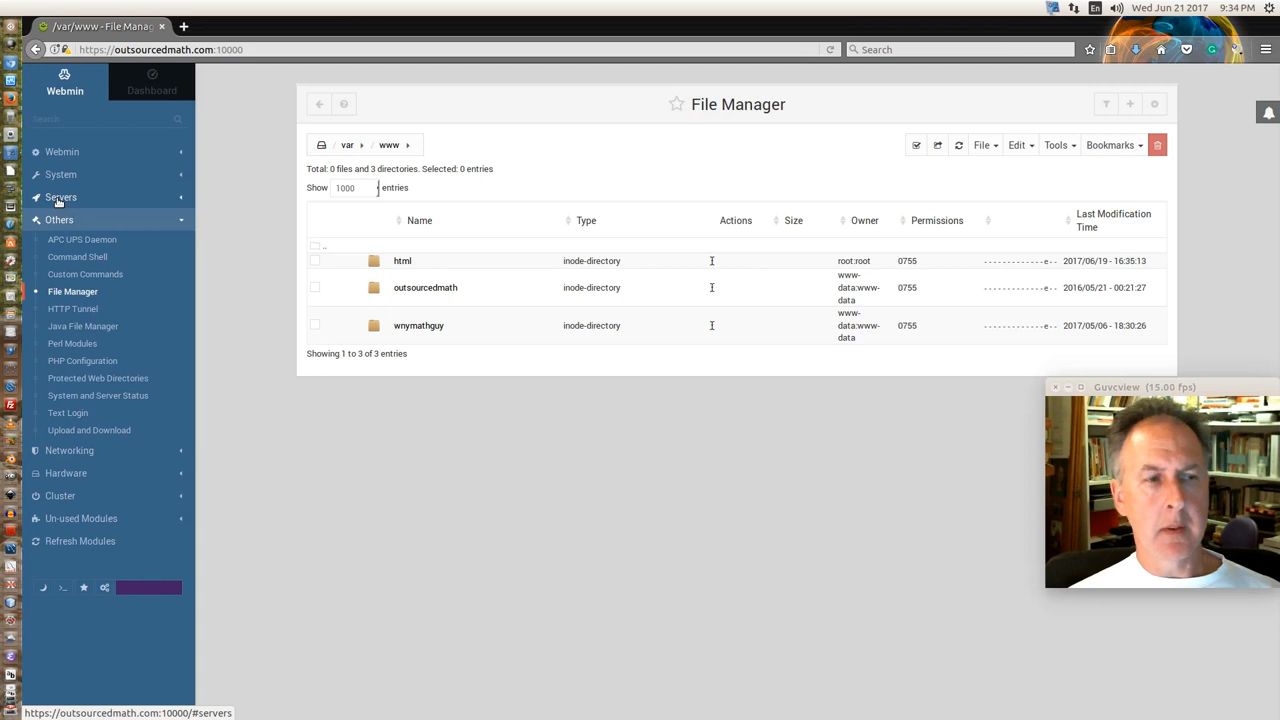 En
Wed Jun 21 2017
9:34 PM
/var/www - File Manag
https://outsourcedmath.com:10000
Search
Webmin
Dashboard
Search
Webmin
System
Servers
Others
APC UPS Daemon
Command Shell
Custom Commands
File Manager
HTTP Tunnel
Java File Manager
Perl Modules
PHP Configuration
Protected Web Directories
System and Server Status
Text Login
Upload and Download
Networking
Hardware
Cluster
Un-used Modules
Refresh Modules
https://outsourcedmath.com:10000/#servers
File Manager
var www
File Edit Tools Bookmarks
Total: 0 files and 3 directories. Selected: 0 entries
Show 1000 entries
Name Type Actions Size Owner Permissions Last Modification
Time
..
html inode-directory root:root 0755 -------------e-- 2017/06/19 - 16:35:13
outsourcedmath inode-directory www-
data:www-
data 0755 -------------e-- 2016/05/21 - 00:21:27
wnymathguy inode-directory www-
data:www-
data 0755 -------------e-- 2017/05/06 - 18:30:26
Showing 1 to 3 of 3 entries
Guvcview (15.00 fps)